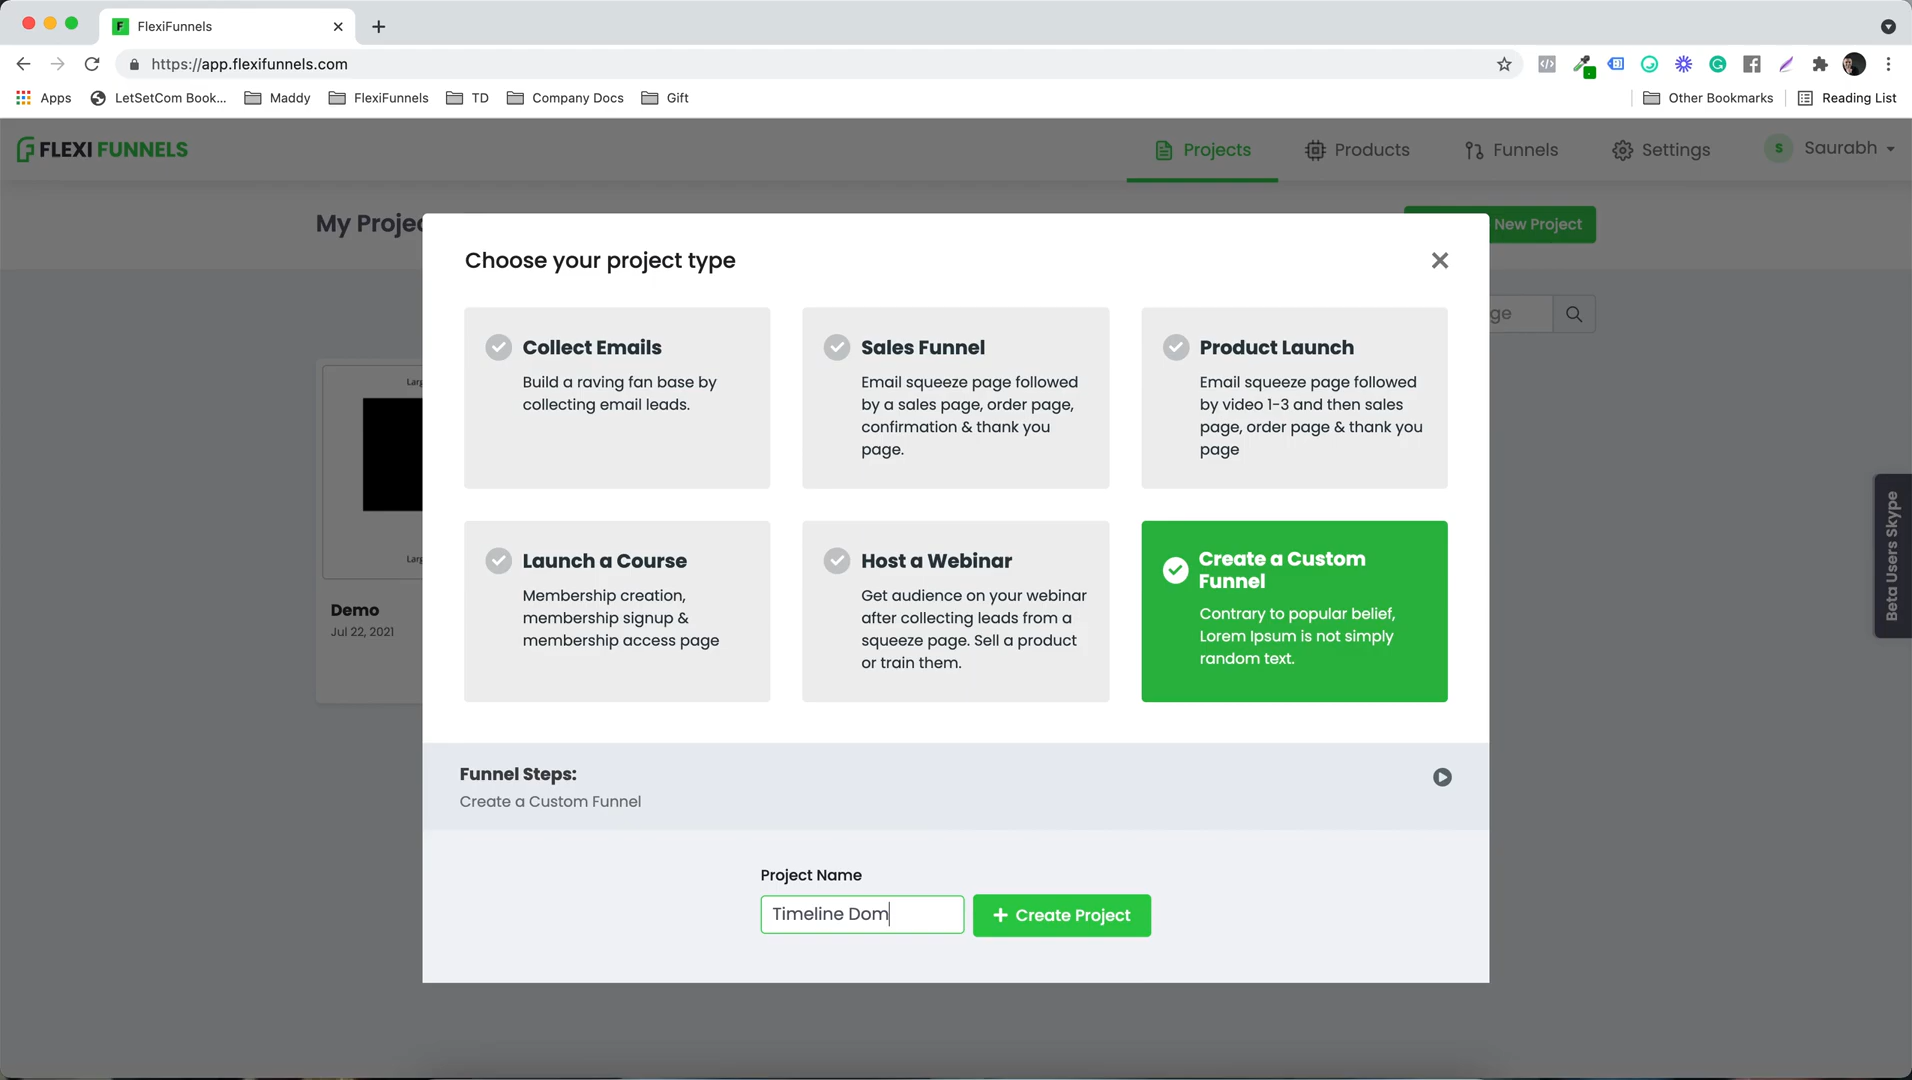 FlexiFunnels
https://app.flexifunnels.com
Apps
LetSetCom Book...
Maddy
FlexiFunnels
TD
Company Docs
Gift
Other Bookmarks
Reading List
FLEXI FUNNELS
Projects
Products
Funnels
Settings
S
Saurabh
My Projec
New Project
ge
Larg
Larg
Demo
Jul 22, 2021
Choose your project type
Collect Emails
Build a raving fan base by
collecting email leads.
Sales Funnel
Email squeeze page followed
by a sales page, order page,
confirmation & thank you
page.
Product Launch
Email squeeze page followed
by video 1-3 and then sales
page, order page & thank you
page
Launch a Course
Membership creation,
membership signup &
membership access page
Host a Webinar
Get audience on your webinar
after collecting leads from a
squeeze page. Sell a product
or train them.
Create a Custom
Funnel
Contrary to popular belief,
Lorem Ipsum is not simply
random text.
Beta Users Skype
Funnel Steps:
Create a Custom Funnel
Project Name
Timeline Dom
+ Create Project